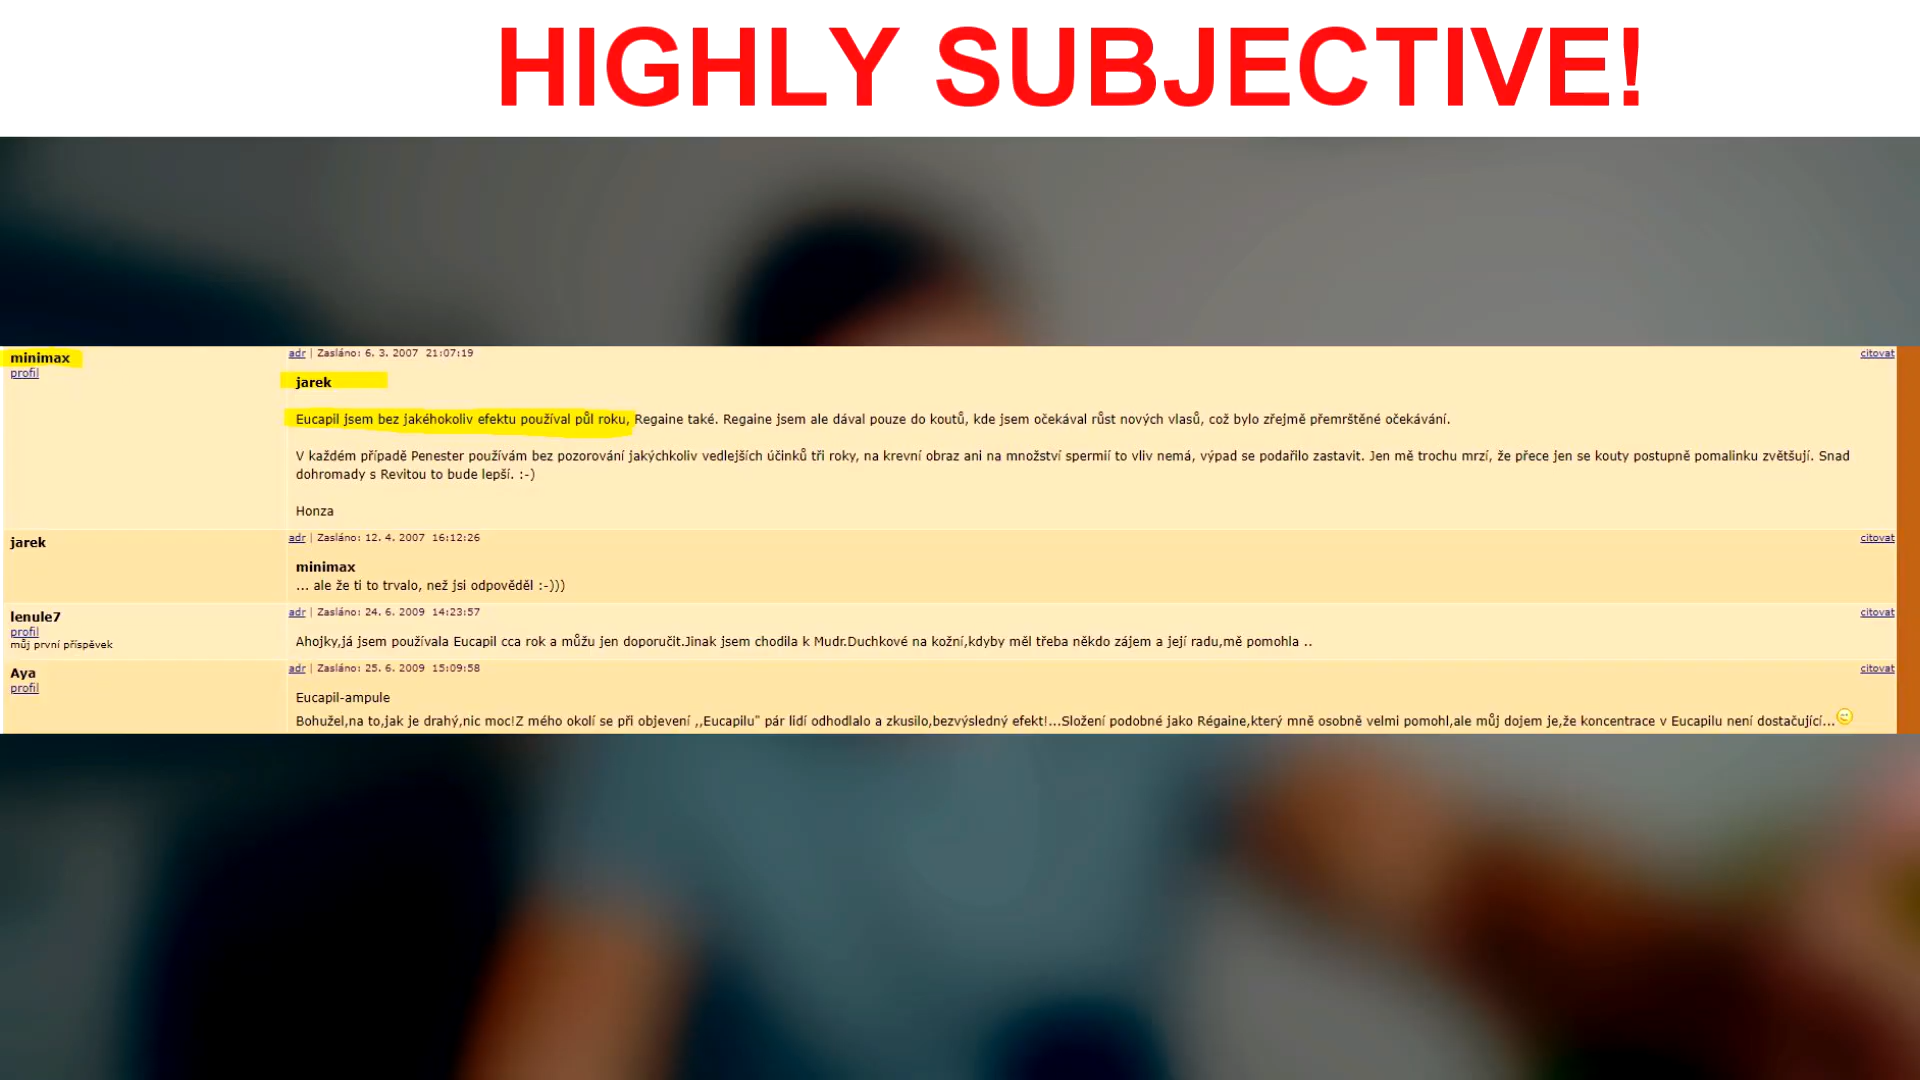 HIGHLY SUBJECTIVE!
minimax
profil
adr | Zasláno: 6. 3. 2007 21:07:19
citovat
jarek
Eucapil jsem bez jakéhokoliv efektu používal půl roku, Regaine také. Regaine jsem ale dával pouze do koutů, kde jsem očekával růst nových vlasů, což bylo zřejmě přemrštěné očekávání.
V každém případě Penester používám bez pozorování jakýchkoliv vedlejších účinků tři roky, na krevní obraz ani na množství spermií to vliv nemá, výpad se podařilo zastavit. Jen mě trochu mrzí, že přece jen se kouty postupně pomalinku zvětšují. Snad
dohromady s Revitou to bude lepší. :-)
Honza
jarek
adr | Zasláno: 12. 4. 2007 16:12:26
citovat
minimax
... ale že ti to trvalo, než jsi odpověděl :-)))
lenule7
profil
můj první příspěvek
adr | Zasláno: 24. 6. 2009 14:23:57
citovat
Ahojky,já jsem používala Eucapil cca rok a můžu jen doporučit.Jinak jsem chodila k Mudr.Duchkové na kožní,kdyby měl třeba někdo zájem a její radu,mě pomohla ..
Aya
profil
adr | Zasláno: 25. 6. 2009 15:09:58
citovat
Eucapil-ampule
Bohužel,na to,jak je drahý,nic moc!Z mého okolí se při objevení ,,Eucapilu" pár lidí odhodlalo a zkusilo,bezvýsledný efekt!...Složení podobné jako Régaine,který mně osobně velmi pomohl,ale můj dojem je,že koncentrace v Eucapilu není dostačující...